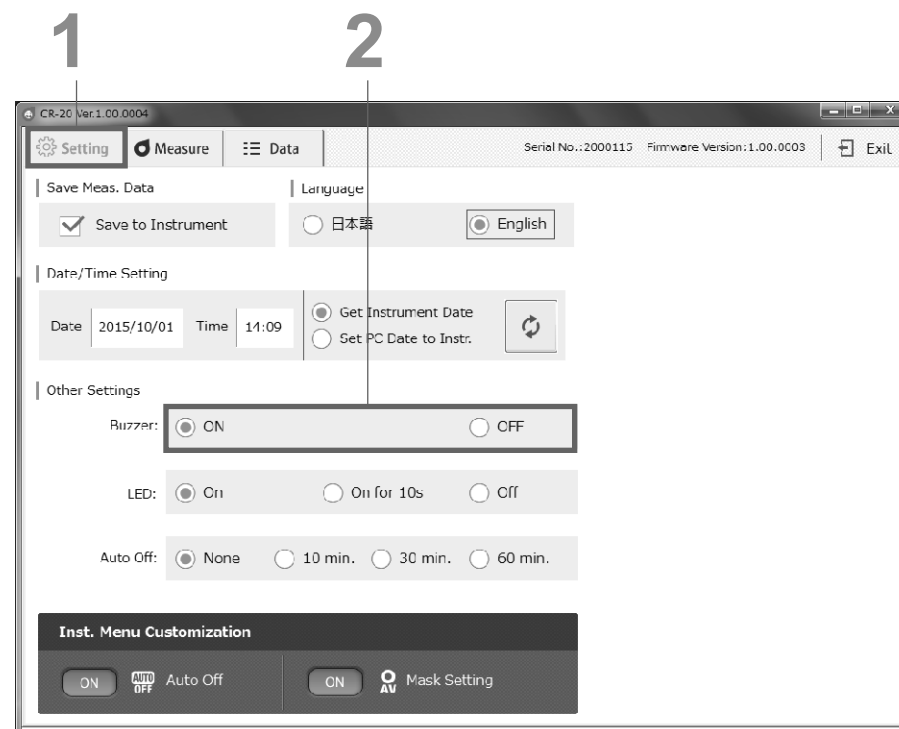 1 2
CR-20 Ver.1.00.0004
Setting Measure Data Serial No.:2000115 Firmware Version:1.00.0003 Exit
Save Meas. Data Language
Save to Instrument 日本語 English
Date/Time Setting
Date 2015/10/01 Time 14:09 Get Instrument Date
Set PC Date to Instr.
Other Settings
Buzzer: ON OFF
LED: On On for 10s Off
Auto Off: None 10 min. 30 min. 60 min.
Inst. Menu Customization
ON AUTO OFF Auto Off ON AV Mask Setting